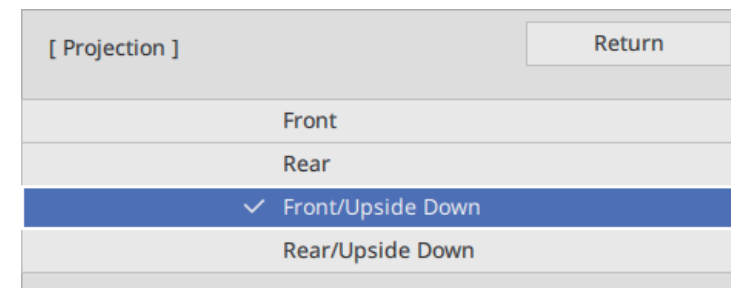 [ Projection ]
Return
Front
Rear
Front/Upside Down
Rear/Upside Down